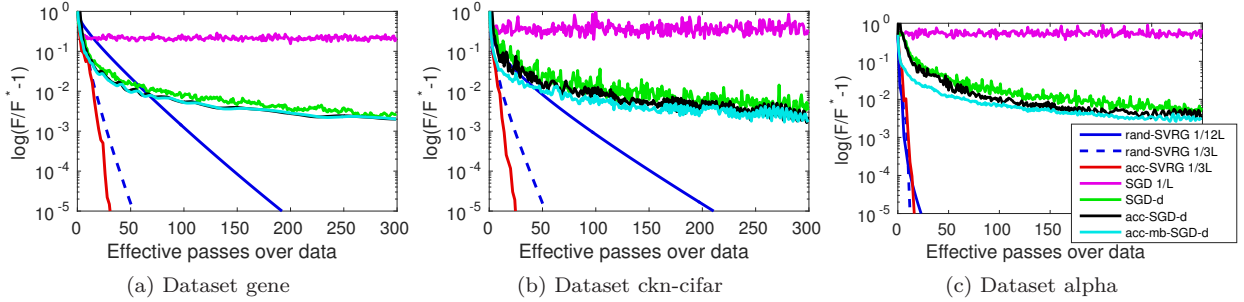 10^0
10^-1
10^-2
10^-3
10^-4
10^-5
log(F/F^* -1)
0 50 100 150 200 250 300
Effective passes over data
(a) Dataset gene
10^0
10^-1
10^-2
10^-3
10^-4
10^-5
log(F/F^* -1)
0 50 100 150 200 250 300
Effective passes over data
(b) Dataset ckn-cifar
10^0
10^-1
10^-2
10^-3
10^-4
10^-5
log(F/F^* -1)
0 50 100 150
Effective passes over data
rand-SVRG 1/12L
rand-SVRG 1/3L
acc-SVRG 1/3L
SGD 1/L
SGD-d
acc-SGD-d
acc-mb-SGD-d
(c) Dataset alpha